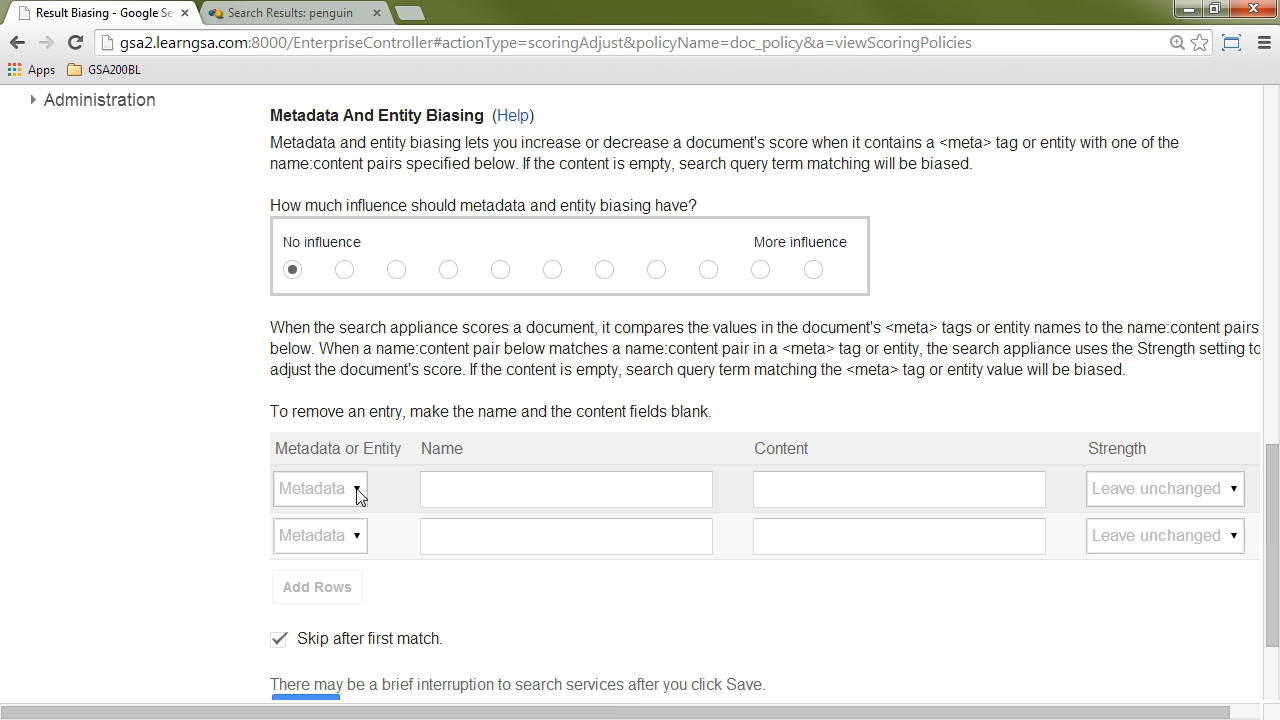 Result Biasing - Google Se
Search Results: penguin
gsa2.learngsa.com:8000/EnterpriseController#actionType=scoringAdjust&policyName=doc_policy&a=viewScoringPolicies
Apps
GSA200BL
Administration
Metadata And Entity Biasing (Help)
Metadata and entity biasing lets you increase or decrease a document's score when it contains a <meta> tag or entity with one of the
name:content pairs specified below. If the content is empty, search query term matching will be biased.
How much influence should metadata and entity biasing have?
No influence
More influence
When the search appliance scores a document, it compares the values in the document's <meta> tags or entity names to the name:content pairs
below. When a name:content pair below matches a name:content pair in a <meta> tag or entity, the search appliance uses the Strength setting to
adjust the document's score. If the content is empty, search query term matching the <meta> tag or entity value will be biased.
To remove an entry, make the name and the content fields blank.
Metadata or Entity Name Content Strength
Metadata Leave unchanged
Metadata Leave unchanged
Add Rows
Skip after first match.
There may be a brief interruption to search services after you click Save.